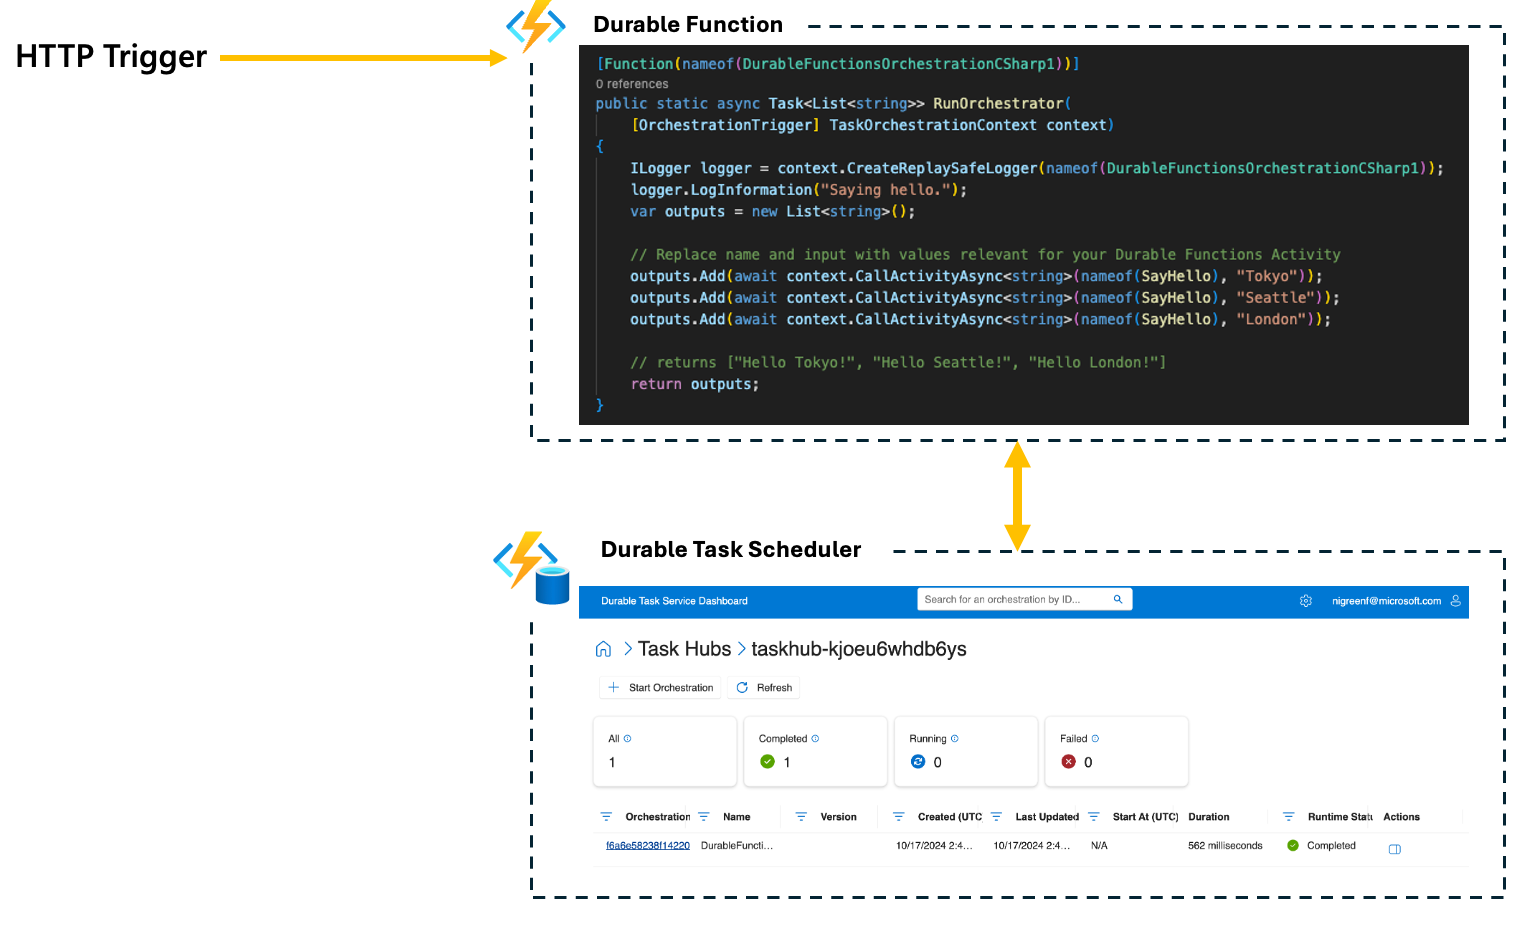 HTTP Trigger
Durable Function
[Function(nameof(DurableFunctionsOrchestrationCSharp1))]
0 references
public static async Task<List<string>> RunOrchestrator(
[OrchestrationTrigger] TaskOrchestrationContext context)
{
ILogger logger = context.CreateReplaySafeLogger(nameof(DurableFunctionsOrchestrationCSharp1));
logger.LogInformation("Saying hello.");
var outputs = new List<string>();
// Replace name and input with values relevant for your Durable Functions Activity
outputs.Add(await context.CallActivityAsync<string>(nameof(SayHello), "Tokyo"));
outputs.Add(await context.CallActivityAsync<string>(nameof(SayHello), "Seattle"));
outputs.Add(await context.CallActivityAsync<string>(nameof(SayHello), "London"));
// returns ["Hello Tokyo!", "Hello Seattle!", "Hello London!"]
return outputs;
}
Durable Task Scheduler
Durable Task Service Dashboard Search for an orchestration by ID... nigreenf@microsoft.com
Task Hubs > taskhub-kjoeu6whdb6ys
Start Orchestration Refresh
All Completed Running Failed
1 1 0 0
Orchestration Name Version Created (UTC Last Updated Start At (UTC) Duration Runtime Statu Actions
f6a6e58238f14220 DurableFuncti... 10/17/2024 2:4... 10/17/2024 2:4... N/A 562 milliseconds Completed